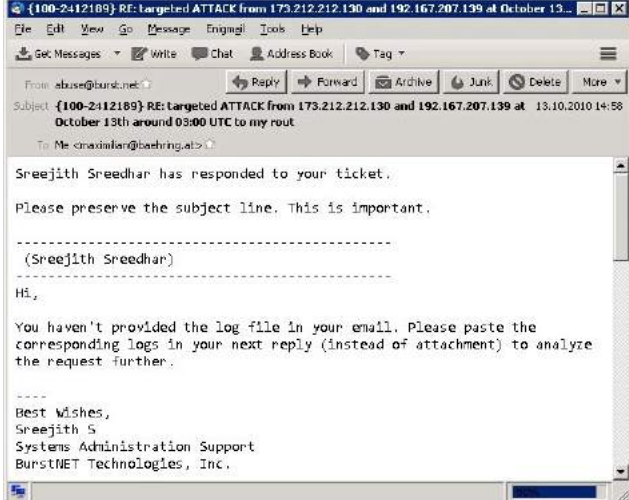 {100-2412189} RE: targeted ATTACK from 173.212.212.130 and 192.167.207.139 at October 13...
File Edit View Go Message Enigmail Tools Help
Get Messages Write Chat Address Book Tag
From abuse@burst.net Reply Forward Archive Junk Delete More
Subject {100-2412189} RE: targeted ATTACK from 173.212.212.130 and 192.167.207.139 at 13.10.2010 14:58
October 13th around 03:00 UTC to my rout
To Me <maximilian@baehring.at>
Sreejith Sreedhar has responded to your ticket.
Please preserve the subject line. This is important.
--------------------------------------------------
(Sreejith Sreedhar)
--------------------------------------------------
Hi,
You haven't provided the log file in your email. Please paste the
corresponding logs in your next reply (instead of attachment) to analyze
the request further.
----
Best Wishes,
Sreejith S
Systems Administration Support
BurstNET Technologies, Inc.